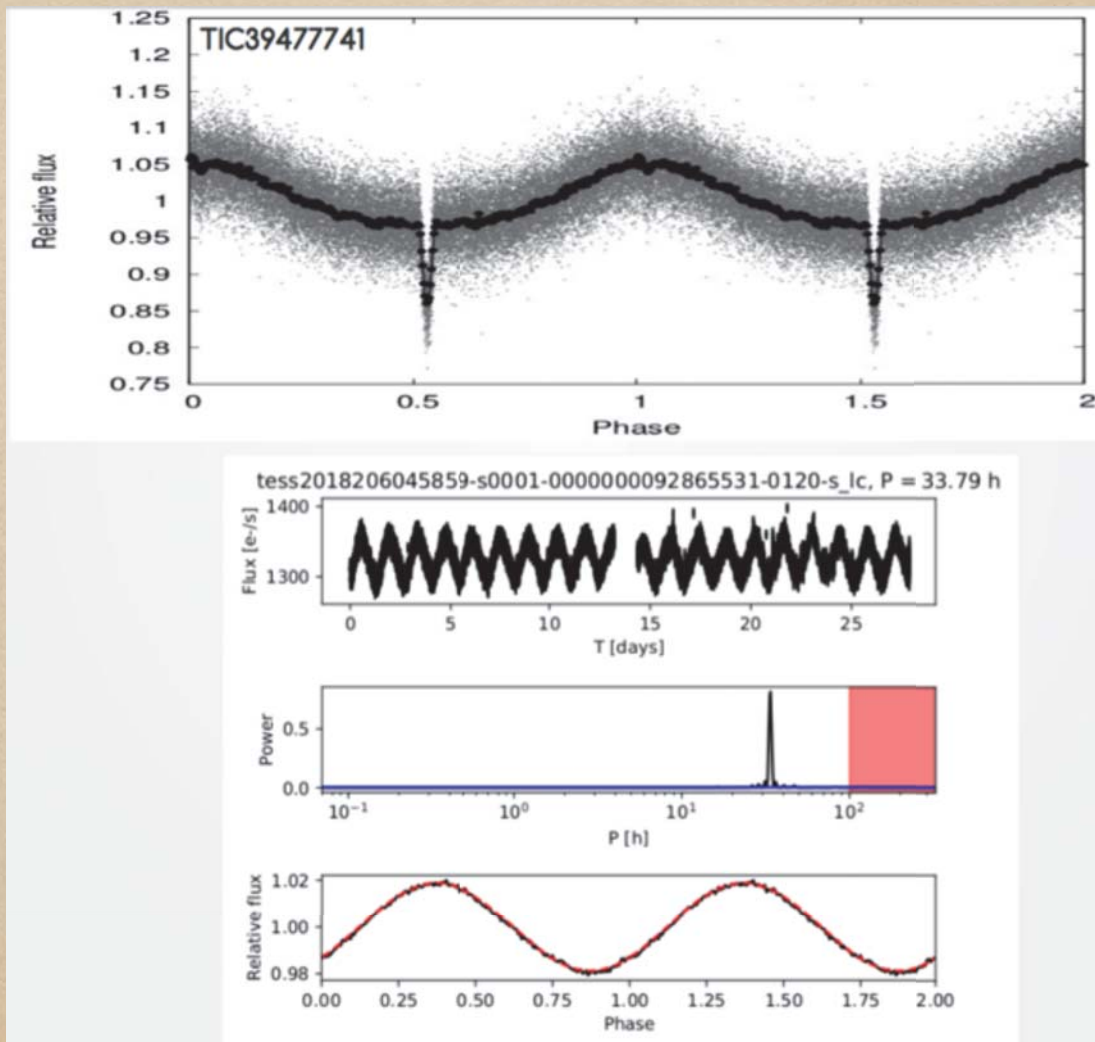 TIC39477741
1.25
1.2
1.15
1.1
1.05
1
0.95
0.9
0.85
0.8
0.75
Relative flux
0 0.5 1 1.5 2
Phase
tess2018206045859-s0001-0000000092865531-0120-s_lc, P = 33.79 h
1400
1300
Flux [e-/s]
0 5 10 15 20 25
T [days]
0.5
0.0
Power
10⁻¹ 10⁰ 10¹ 10²
P [h]
1.02
1.00
0.98
Relative flux
0.00 0.25 0.50 0.75 1.00 1.25 1.50 1.75 2.00
Phase